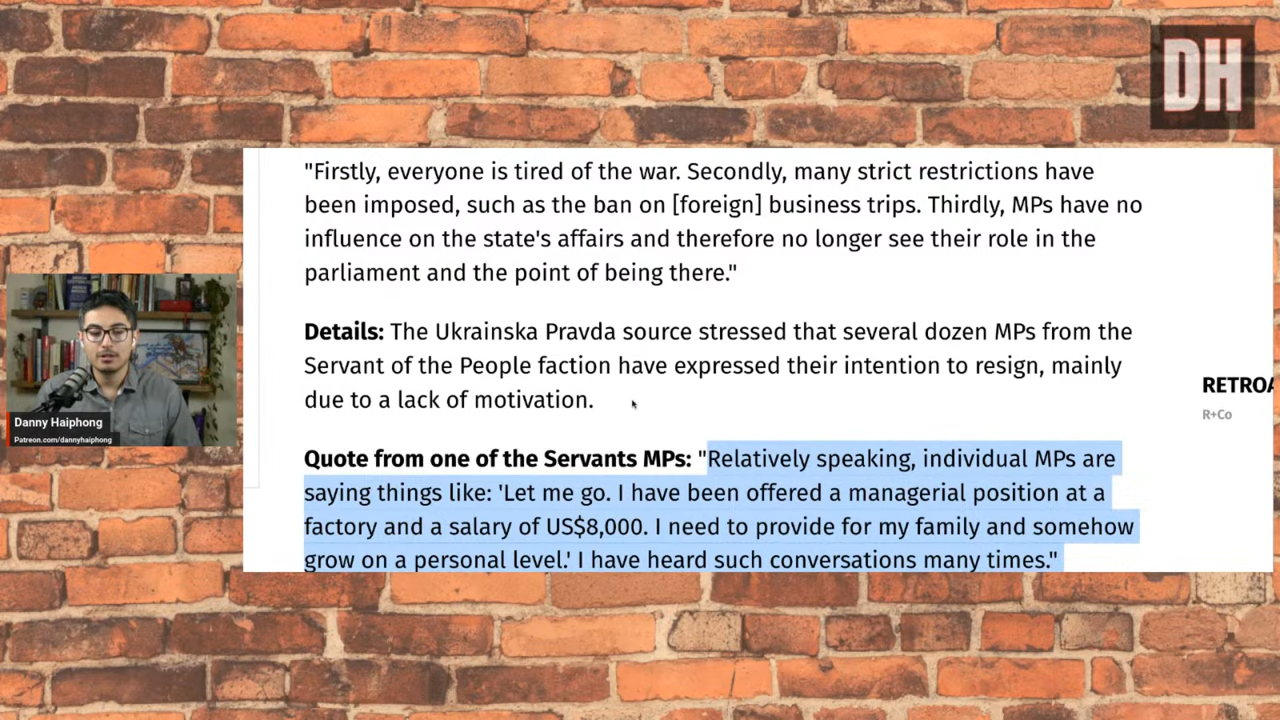 DH
"Firstly, everyone is tired of the war. Secondly, many strict restrictions have
been imposed, such as the ban on [foreign] business trips. Thirdly, MPs have no
influence on the state's affairs and therefore no longer see their role in the
parliament and the point of being there."
Details: The Ukrainska Pravda source stressed that several dozen MPs from the
Servant of the People faction have expressed their intention to resign, mainly
due to a lack of motivation.
RETROA
R+Co
Danny Haiphong
Patreon.com/dannyhaiphong
Quote from one of the Servants MPs: "Relatively speaking, individual MPs are
saying things like: 'Let me go. I have been offered a managerial position at a
factory and a salary of US$8,000. I need to provide for my family and somehow
grow on a personal level.' I have heard such conversations many times."